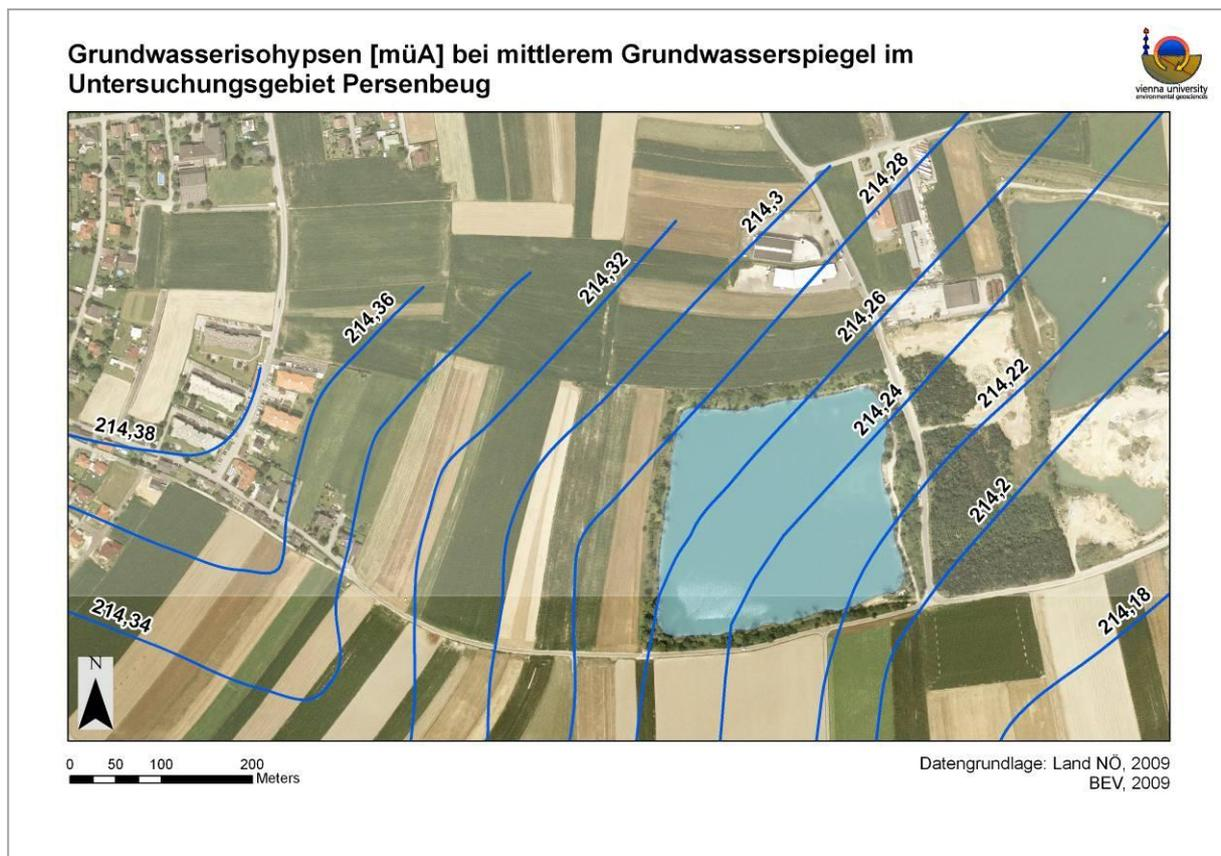 Grundwasserisohypsen [müA] bei mittlerem Grundwasserspiegel im
Untersuchungsgebiet Persenbeug
vienna university
environmental geosciences
214,28
214,3
214,32
214,36
214,26
214,22
214,24
214,38
214,2
214,34
214,18
N
0 50 100 200
Meters
Datengrundlage: Land NÖ, 2009
BEV, 2009